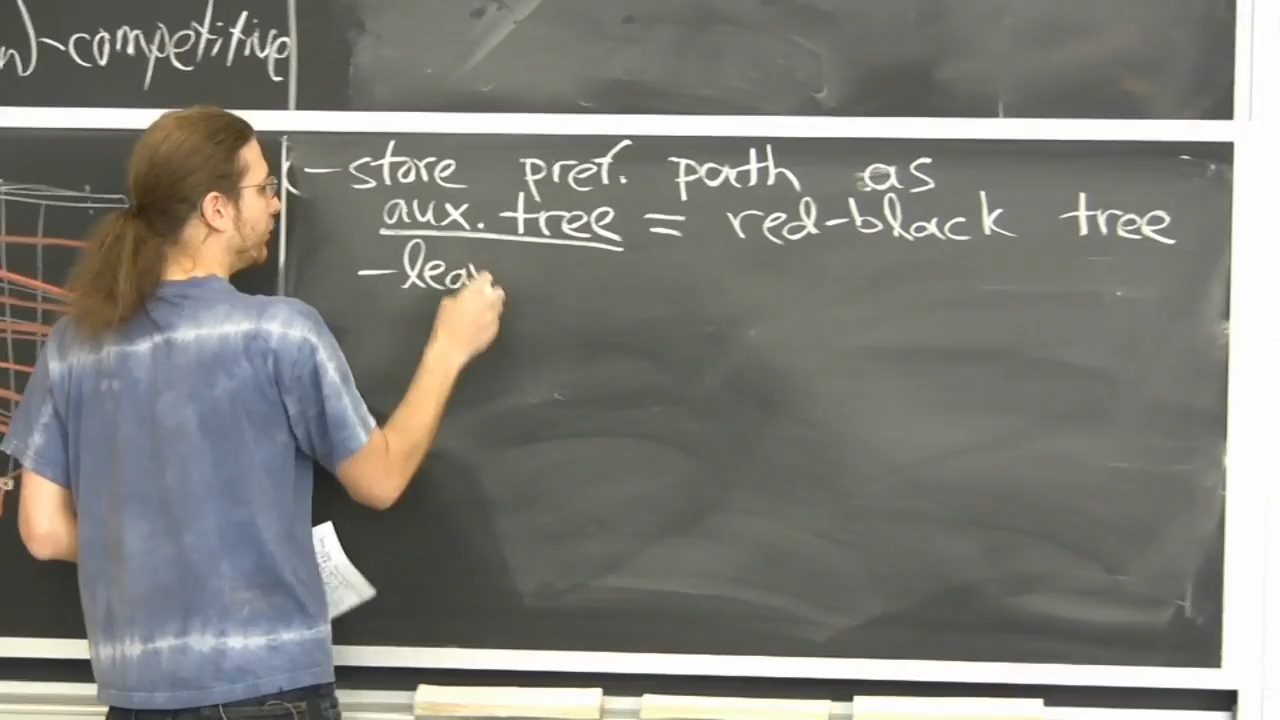 -competitive
-store pref. path as
aux. tree = red-black tree
-lea